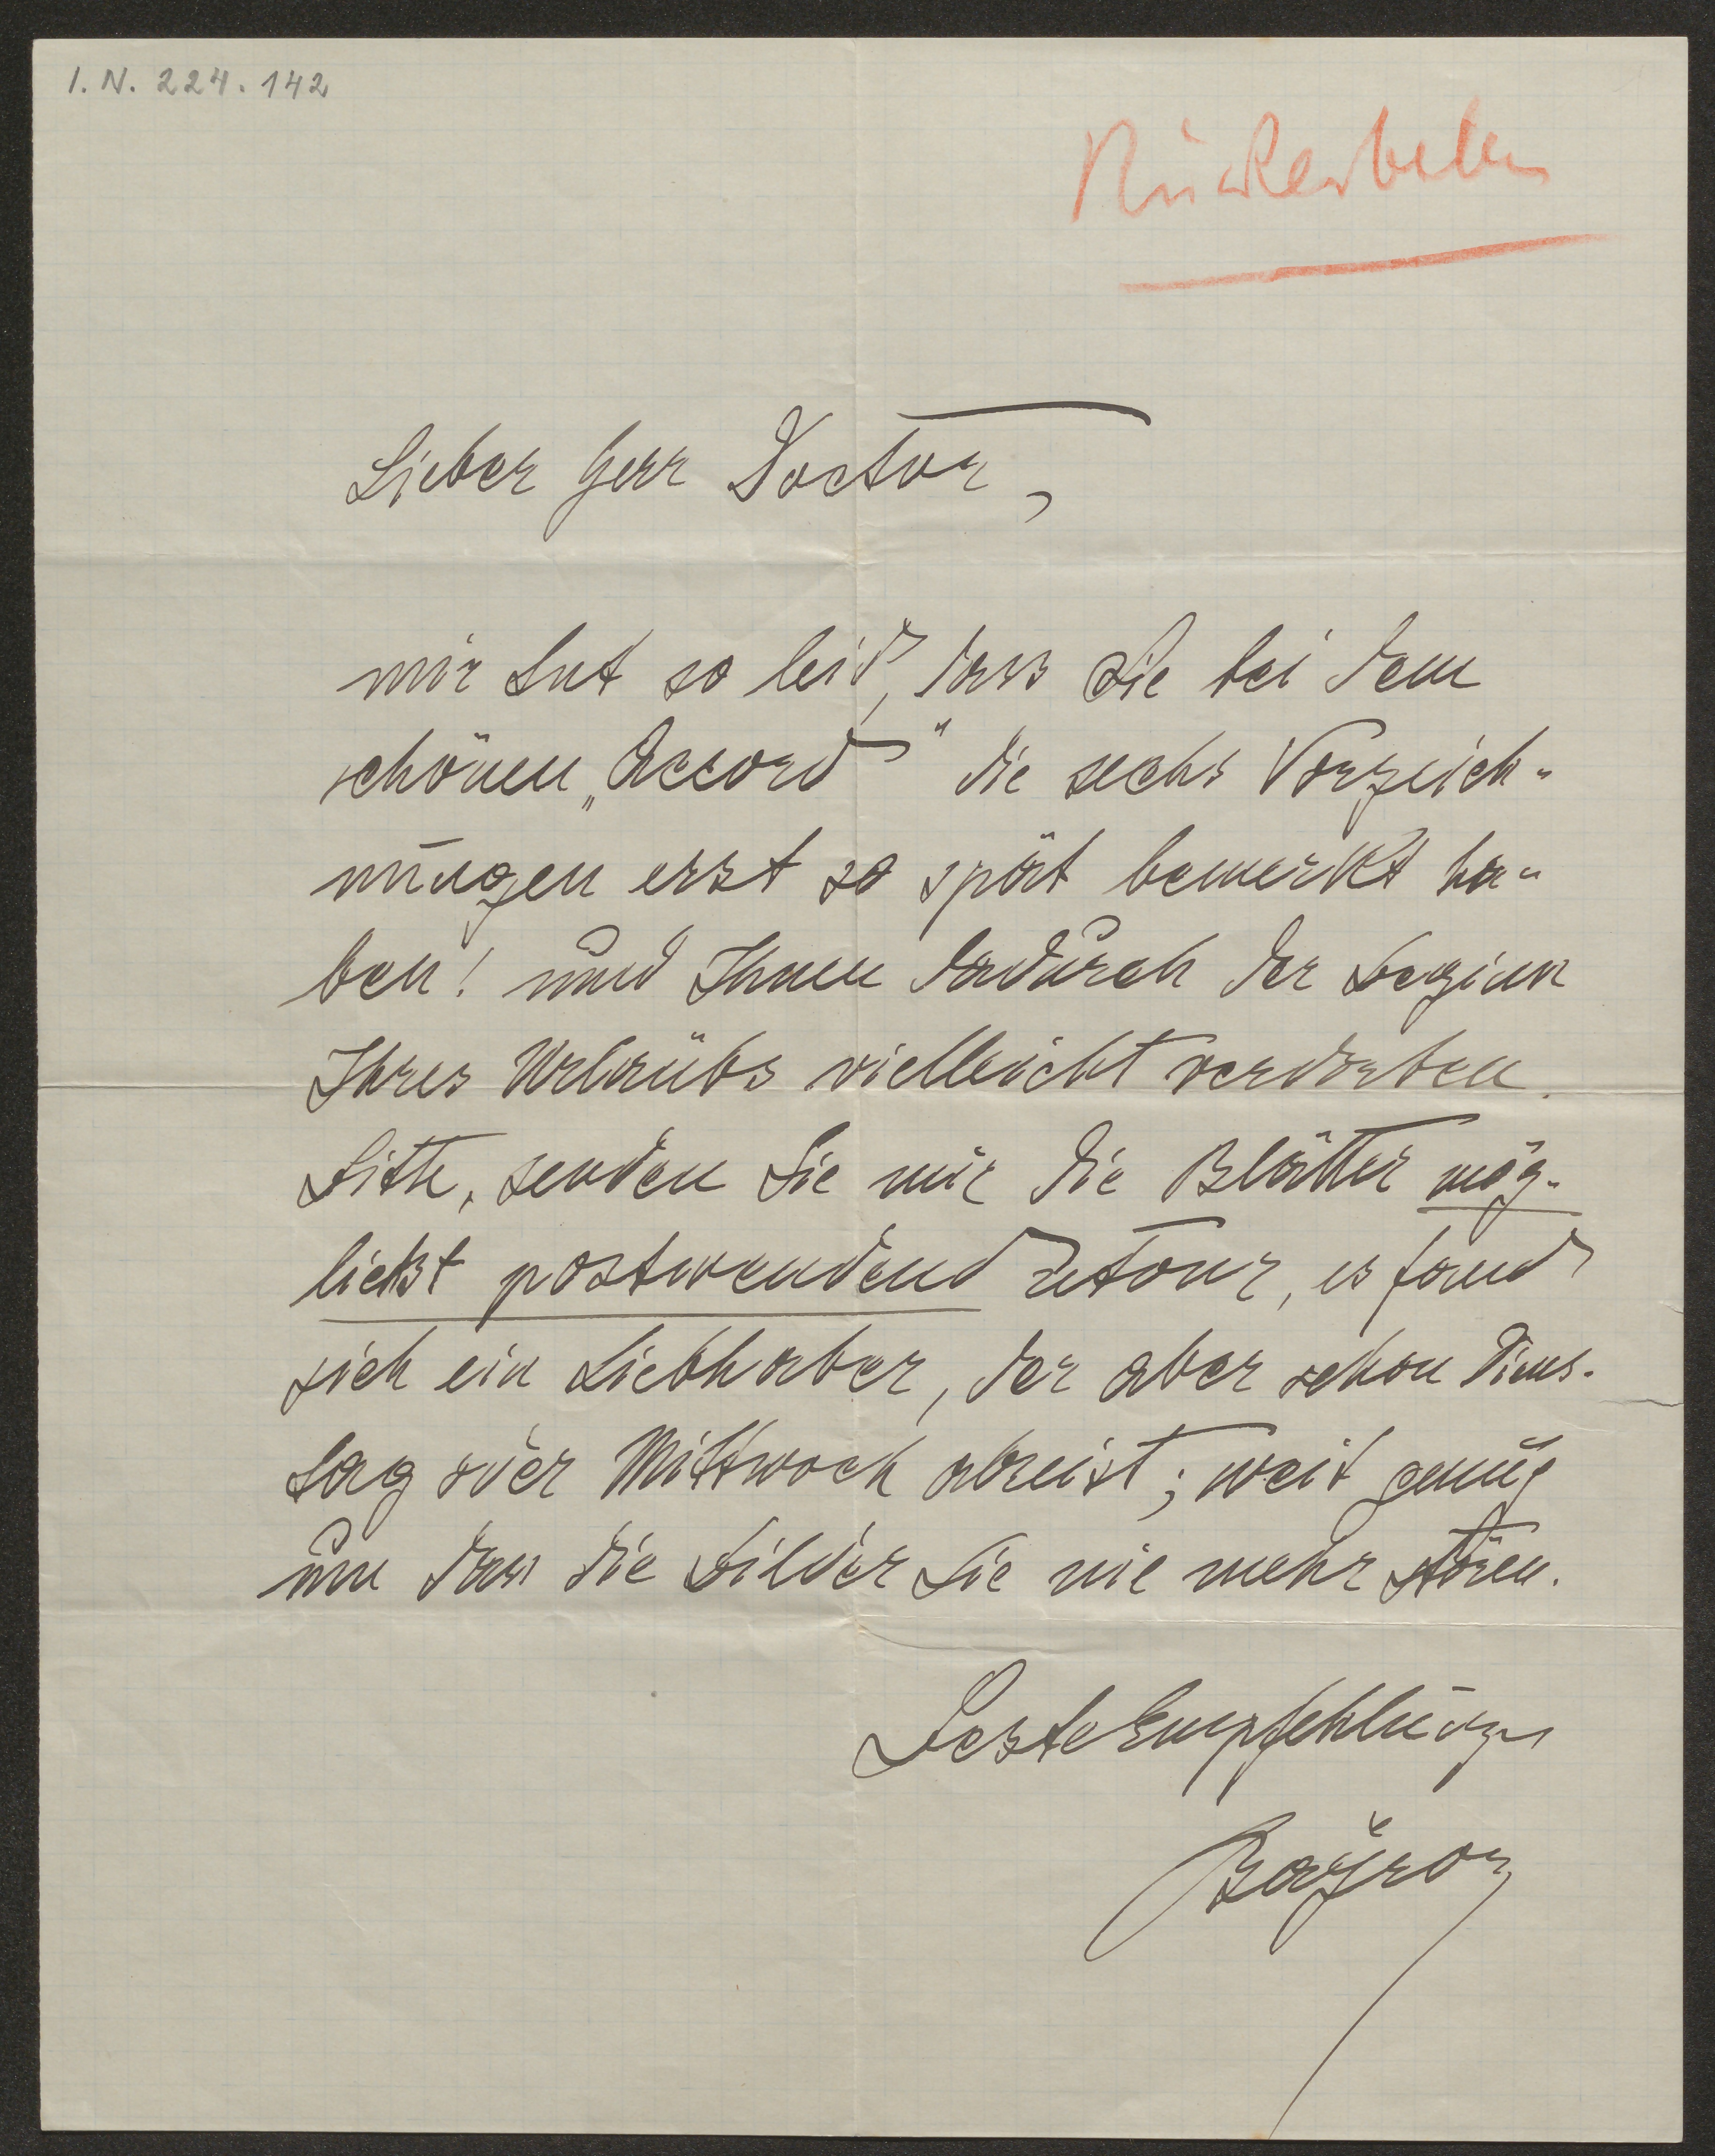 I. N. 224.142
Rückerbeten
Lieber Herr Doctor,
mir tut so leid, dass Sie bei dem
schönen „Accord" die sechs Vorzeich-
nungen erst so spät bemerkt ha-
ben! und Ihnen dadurch der Beginn
Ihres Urlaubs vielleicht verdorben.
Bitte, senden Sie mir die Blätter mög-
lichst postwendend retour, es fand
sich ein Liebhaber, der aber schon Diens-
tag oder Mittwoch abreist; weit genug
um dass die Bilder Sie nie mehr stören.
Beste Empfehlungen
Bayros